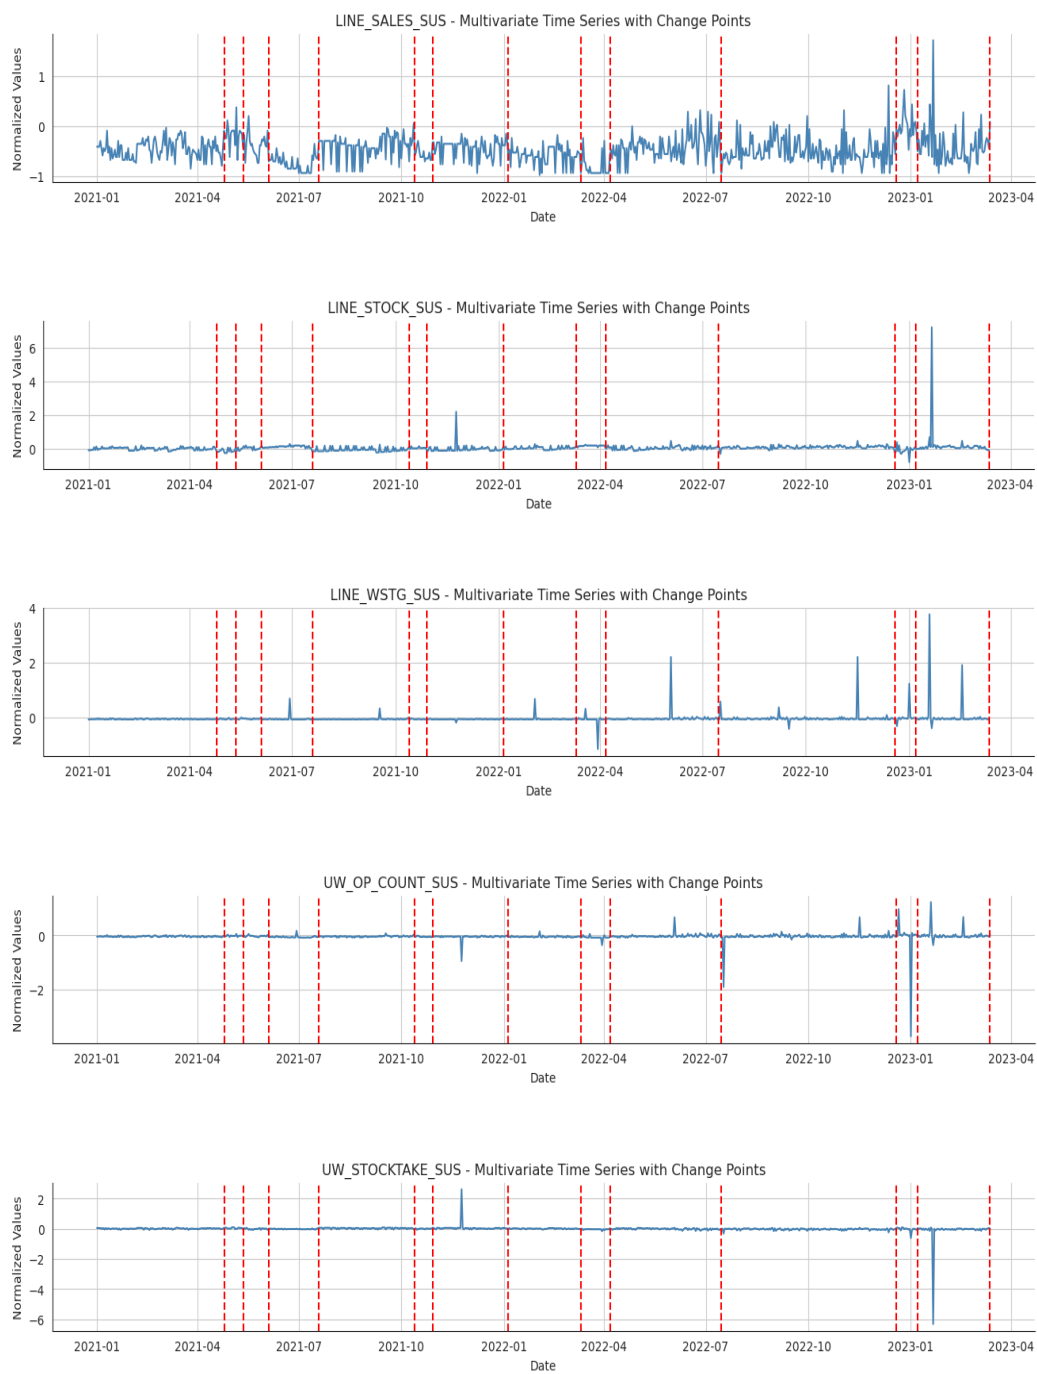 LINE_SALES_SUS - Multivariate Time Series with Change Points
Normalized Values
1
0
−1
2021-01 2021-04 2021-07 2021-10 2022-01 2022-04 2022-07 2022-10 2023-01 2023-04
Date
LINE_STOCK_SUS - Multivariate Time Series with Change Points
Normalized Values
6
4
2
0
2021-01 2021-04 2021-07 2021-10 2022-01 2022-04 2022-07 2022-10 2023-01 2023-04
Date
LINE_WSTG_SUS - Multivariate Time Series with Change Points
Normalized Values
4
2
0
2021-01 2021-04 2021-07 2021-10 2022-01 2022-04 2022-07 2022-10 2023-01 2023-04
Date
UW_OP_COUNT_SUS - Multivariate Time Series with Change Points
Normalized Values
0
−2
2021-01 2021-04 2021-07 2021-10 2022-01 2022-04 2022-07 2022-10 2023-01 2023-04
Date
UW_STOCKTAKE_SUS - Multivariate Time Series with Change Points
Normalized Values
2
0
−2
−4
−6
2021-01 2021-04 2021-07 2021-10 2022-01 2022-04 2022-07 2022-10 2023-01 2023-04
Date